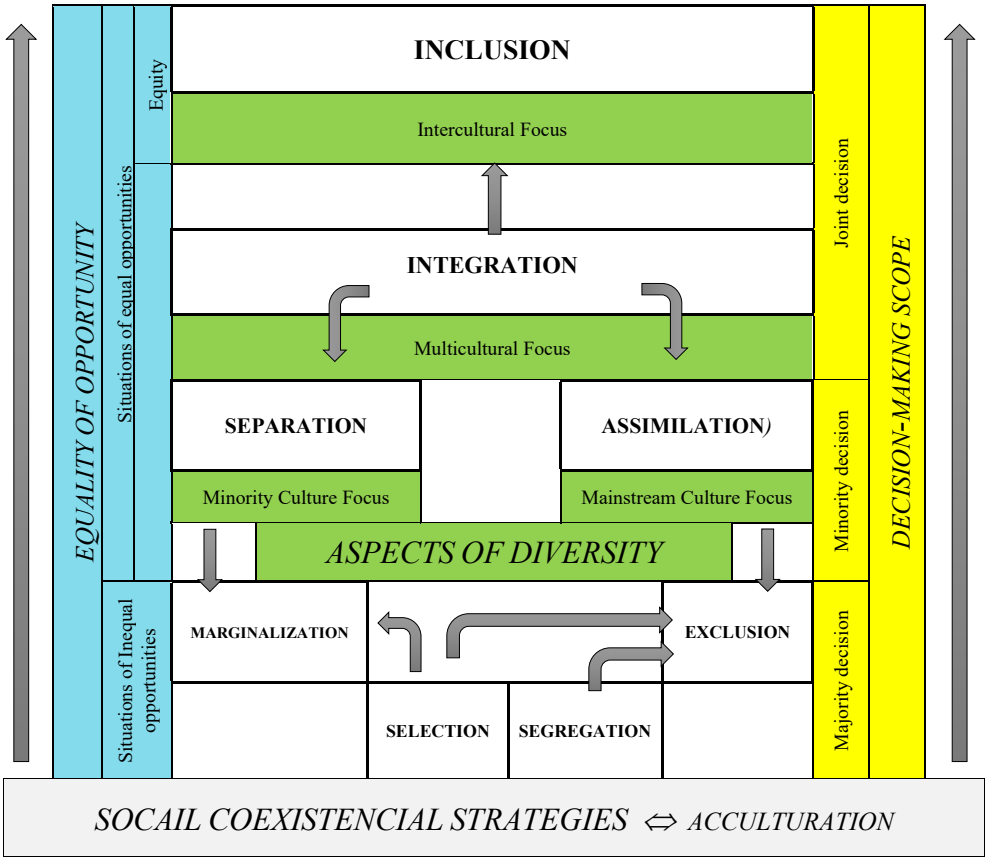 INCLUSION
Equity
Intercultural Focus
Joint decision
INTEGRATION
Situations of equal opportunities
EQUALITY OF OPPORTUNITY
DECISION-MAKING SCOPE
Multicultural Focus
SEPARATION
ASSIMILATION)
Minority decision
Minority Culture Focus
Mainstream Culture Focus
ASPECTS OF DIVERSITY
Situations of Inequal
opportunities
MARGINALIZATION
EXCLUSION
Majority decision
SELECTION
SEGREGATION
SOCAIL COEXISTENCIAL STRATEGIES ⇔ ACCULTURATION